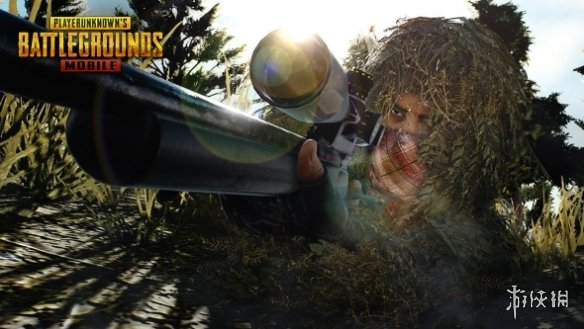 PLAYERUNKNOWN'S
BATTLEGROUNDS
MOBILE
游侠网